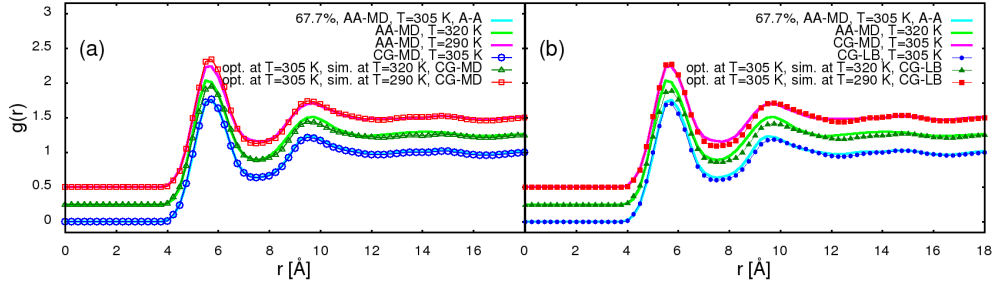 (a)
67.7%, AA-MD, T=305 K, A-A
AA-MD, T=320 K
AA-MD, T=290 K
CG-MD, T=305 K
opt. at T=305 K, sim. at T=320 K, CG-MD
opt. at T=305 K, sim. at T=290 K, CG-MD
g(r)
2.5
2
1.5
1
0.5
0
0 2 4 6 8 10 12 14 16
r [Å]
(b)
67.7%, AA-MD, T=305 K, A-A
AA-MD, T=320 K
CG-MD, T=305 K
CG-LB, T=305 K
opt. at T=305 K, sim. at T=320 K, CG-LB
opt. at T=305 K, sim. at T=290 K, CG-LB
0 2 4 6 8 10 12 14 16 18
r [Å]